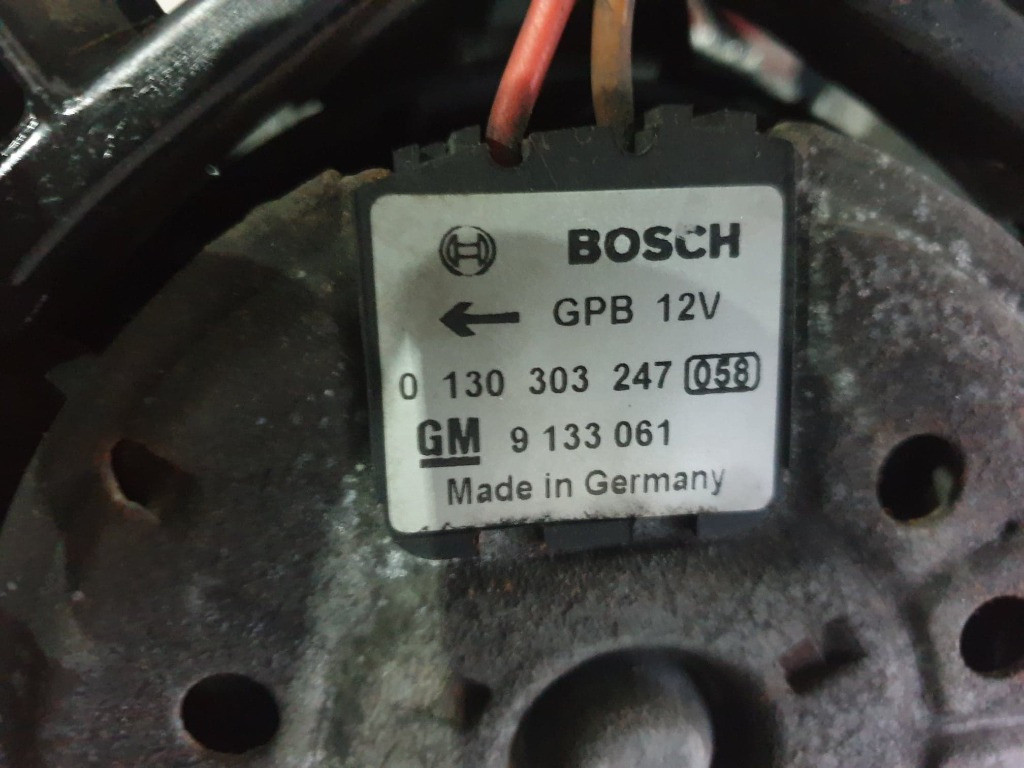 BOSCH
GPB 12V
0 130 303 247 058
GM 9 133 061
Made in Germany